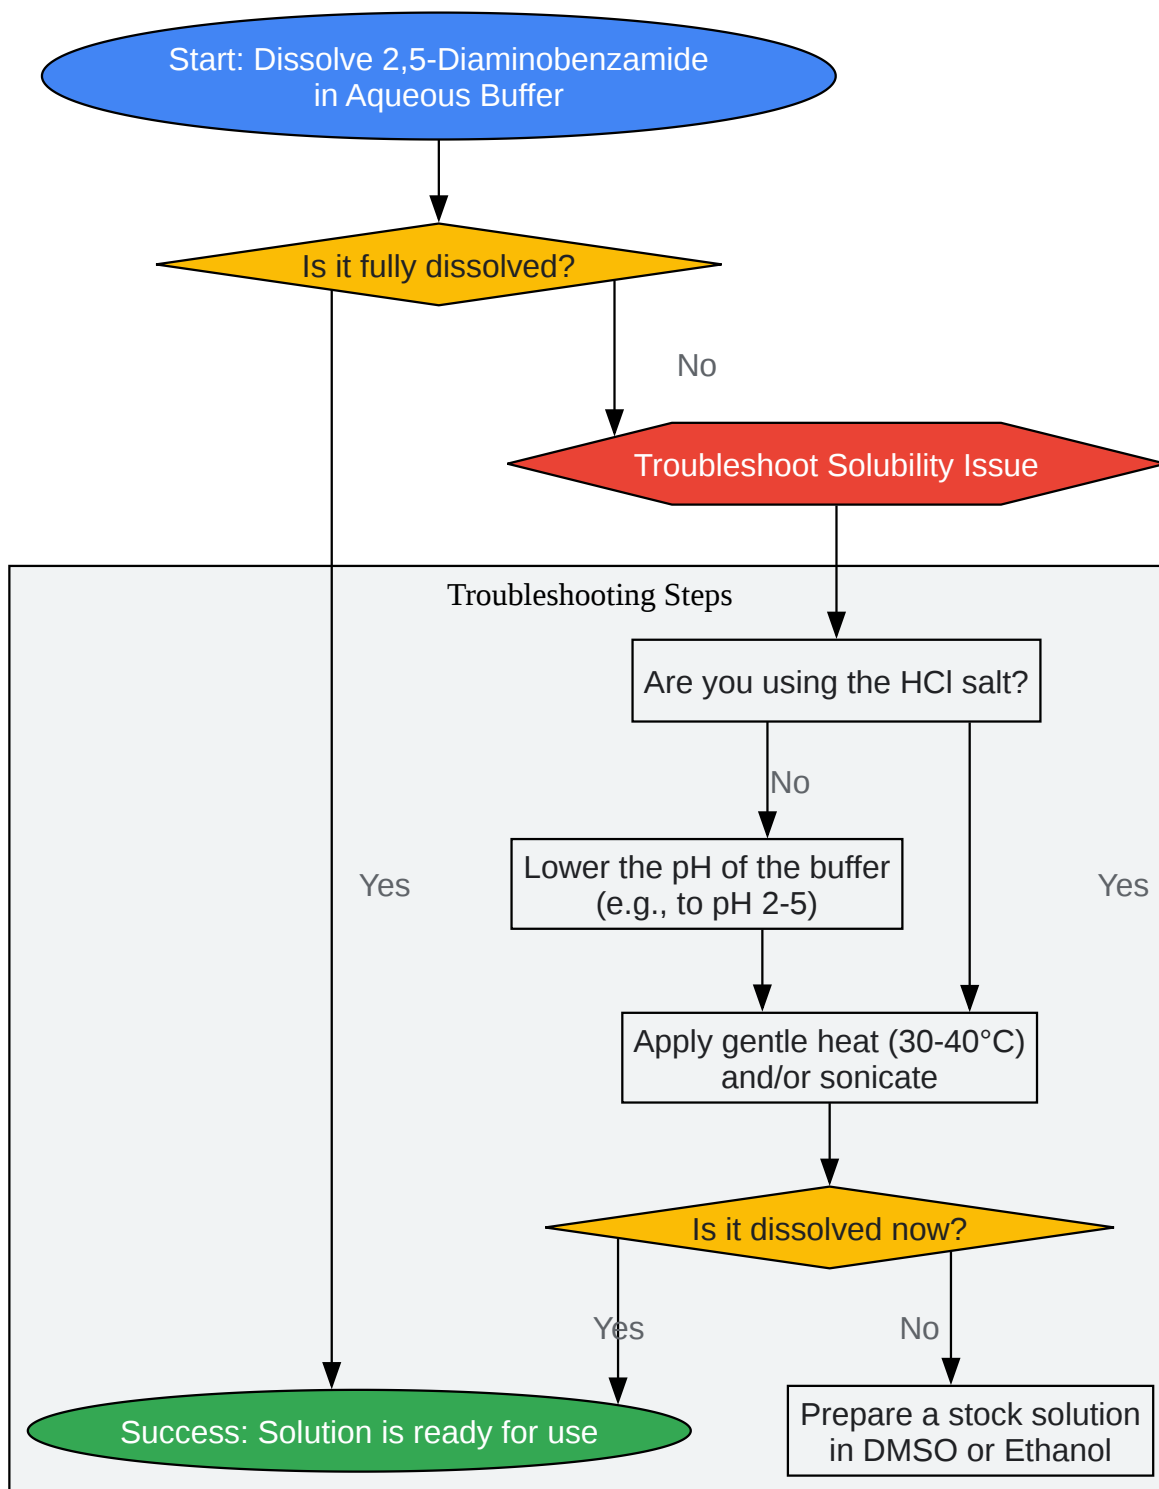 Start: Dissolve 2,5-Diaminobenzamide
in Aqueous Buffer
Is it fully dissolved?
No
Troubleshoot Solubility Issue
Troubleshooting Steps
Are you using the HCl salt?
No
Lower the pH of the buffer
(e.g., to pH 2-5)
Yes
Yes
Apply gentle heat (30-40°C)
and/or sonicate
Is it dissolved now?
Yes
No
Success: Solution is ready for use
Prepare a stock solution
in DMSO or Ethanol